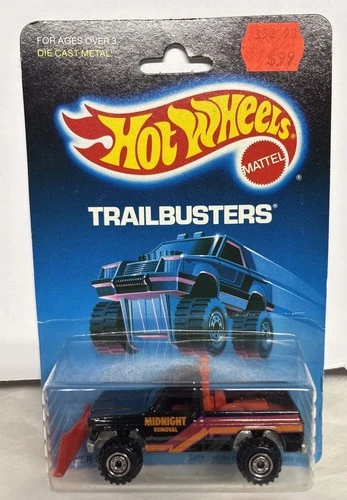 FOR AGES OVER 3
DIE CAST METAL!
$.99
HOT WHEELS®
MATTEL
TRAILBUSTERS®
MIDNIGHT
REMOVAL